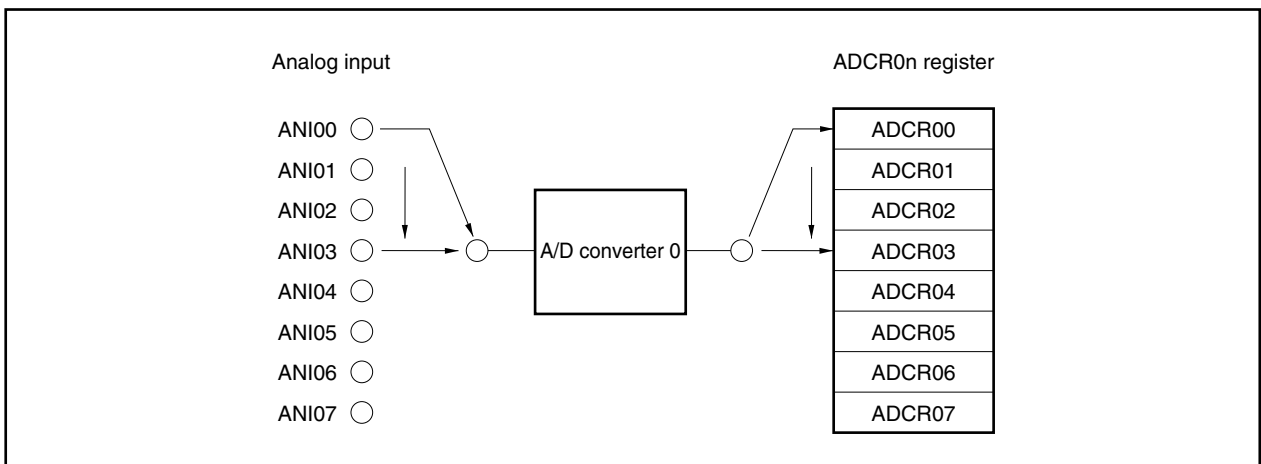 Analog input
ADCR0n register
ANI00
ANI01
ANI02
ANI03
ANI04
ANI05
ANI06
ANI07
A/D converter 0
ADCR00
ADCR01
ADCR02
ADCR03
ADCR04
ADCR05
ADCR06
ADCR07